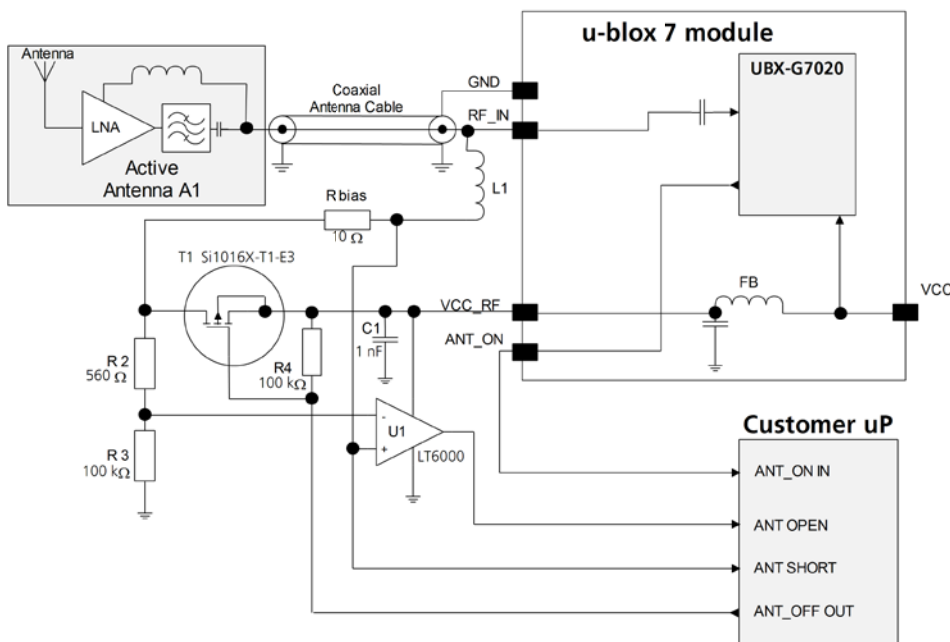 u-blox 7 module
UBX-G7020
Antenna
LNA
Active
Antenna A1
Coaxial
Antenna Cable
GND
RF_IN
L1
R bias
10 Ω
T1 Si1016X-T1-E3
VCC_RF
FB
VCC
ANT_ON
C1
1 nF
R4
100 kΩ
R 2
560 Ω
R 3
100 kΩ
-
+
U1
LT6000
Customer uP
ANT_ON IN
ANT OPEN
ANT SHORT
ANT_OFF OUT